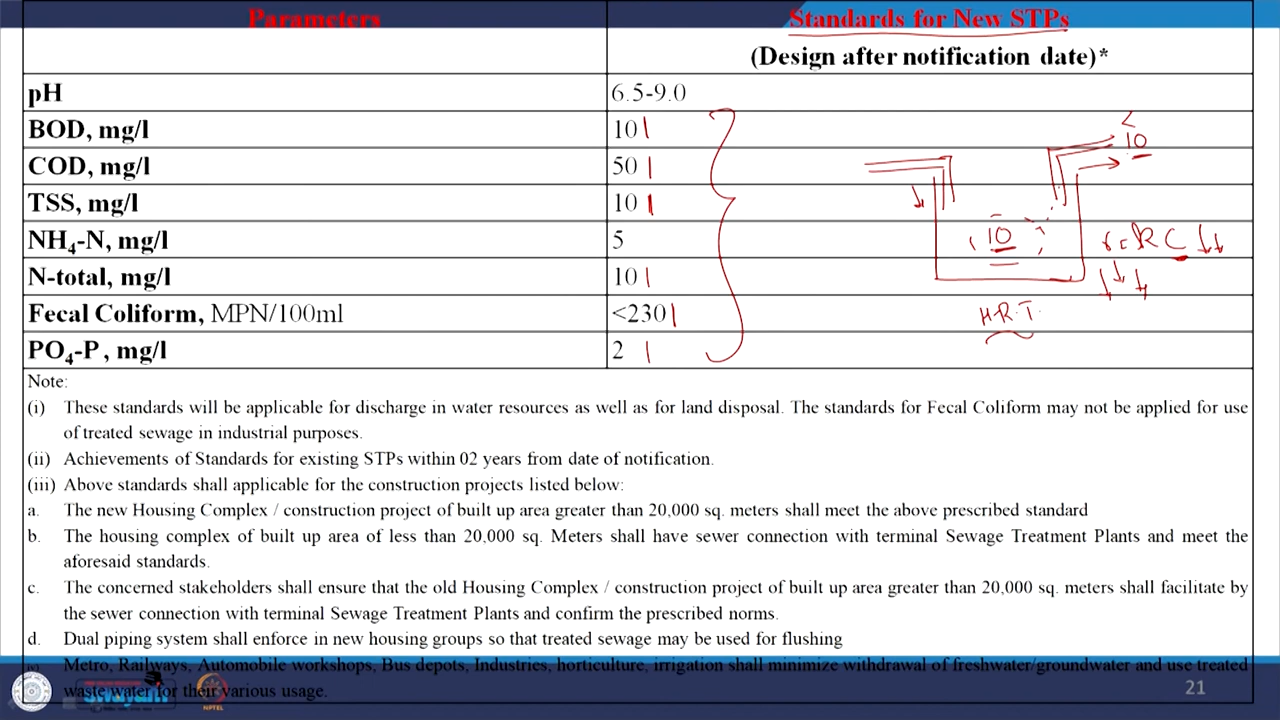 Parameters
Standards for New STPs
(Design after notification date)*
pH
6.5-9.0
BOD, mg/l
10
COD, mg/l
50
TSS, mg/l
10
NH4-N, mg/l
5
N-total, mg/l
10
Fecal Coliform, MPN/100ml
<230
PO4-P, mg/l
2
<
10
10
H.R.T.
Note:
(i) These standards will be applicable for discharge in water resources as well as for land disposal. The standards for Fecal Coliform may not be applied for use
of treated sewage in industrial purposes.
(ii) Achievements of Standards for existing STPs within 02 years from date of notification.
(iii) Above standards shall applicable for the construction projects listed below:
a. The new Housing Complex / construction project of built up area greater than 20,000 sq. meters shall meet the above prescribed standard
b. The housing complex of built up area of less than 20,000 sq. Meters shall have sewer connection with terminal Sewage Treatment Plants and meet the
aforesaid standards.
c. The concerned stakeholders shall ensure that the old Housing Complex / construction project of built up area greater than 20,000 sq. meters shall facilitate by
the sewer connection with terminal Sewage Treatment Plants and confirm the prescribed norms.
d. Dual piping system shall enforce in new housing groups so that treated sewage may be used for flushing
Metro, Railways, Automobile workshops, Bus depots, Industries, horticulture, irrigation shall minimize withdrawal of freshwater/groundwater and use treated
waste water for their various usage.
swayam
NPTEL
21